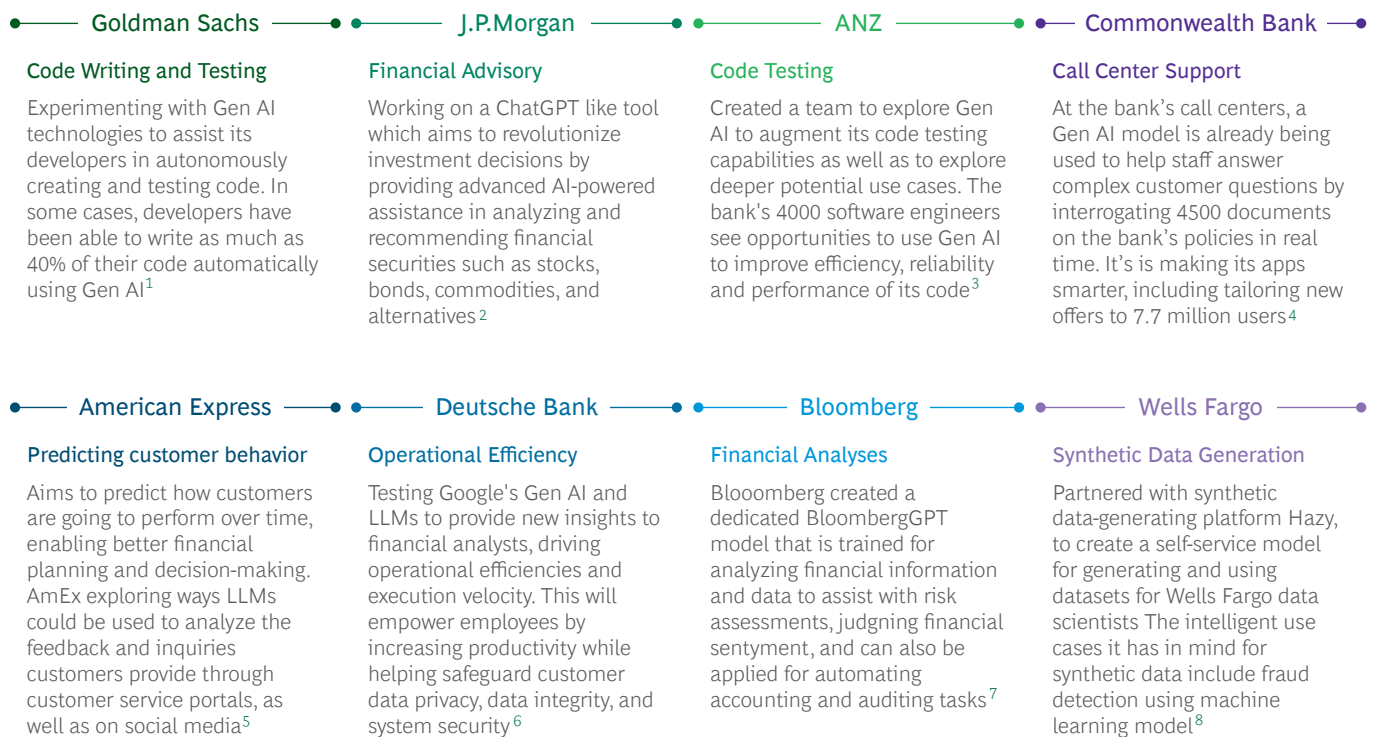 Goldman Sachs
Code Writing and Testing
Experimenting with Gen AI
technologies to assist its
developers in autonomously
creating and testing code. In
some cases, developers have
been able to write as much as
40% of their code automatically
using Gen AI1
J.P.Morgan
Financial Advisory
Working on a ChatGPT like tool
which aims to revolutionize
investment decisions by
providing advanced AI-powered
assistance in analyzing and
recommending financial
securities such as stocks,
bonds, commodities, and
alternatives 2
ANZ
Code Testing
Created a team to explore Gen
AI to augment its code testing
capabilities as well as to explore
deeper potential use cases. The
bank's 4000 software engineers
see opportunities to use Gen AI
to improve efficiency, reliability
and performance of its code3
Commonwealth Bank
Call Center Support
At the bank’s call centers, a
Gen AI model is already being
used to help staff answer
complex customer questions by
interrogating 4500 documents
on the bank’s policies in real
time. It’s is making its apps
smarter, including tailoring new
offers to 7.7 million users 4
American Express
Predicting customer behavior
Aims to predict how customers
are going to perform over time,
enabling better financial
planning and decision-making.
AmEx exploring ways LLMs
could be used to analyze the
feedback and inquiries
customers provide through
customer service portals, as
well as on social media5
Deutsche Bank
Operational Efficiency
Testing Google's Gen AI and
LLMs to provide new insights to
financial analysts, driving
operational efficiencies and
execution velocity. This will
empower employees by
increasing productivity while
helping safeguard customer
data privacy, data integrity, and
system security 6
Bloomberg
Financial Analyses
Blooomberg created a
dedicated BloombergGPT
model that is trained for
analyzing financial information
and data to assist with risk
assessments, judgning financial
sentyment, and can also be
applied for automating
accounting and auditing tasks 7
Wells Fargo
Synthetic Data Generation
Partnered with synthetic
data-generating platform Hazy,
to create a self-service model
for generating and using
datasets for Wells Fargo data
scientists The intelligent use
cases it has in mind for
synthetic data include fraud
detection using machine
learning model 8